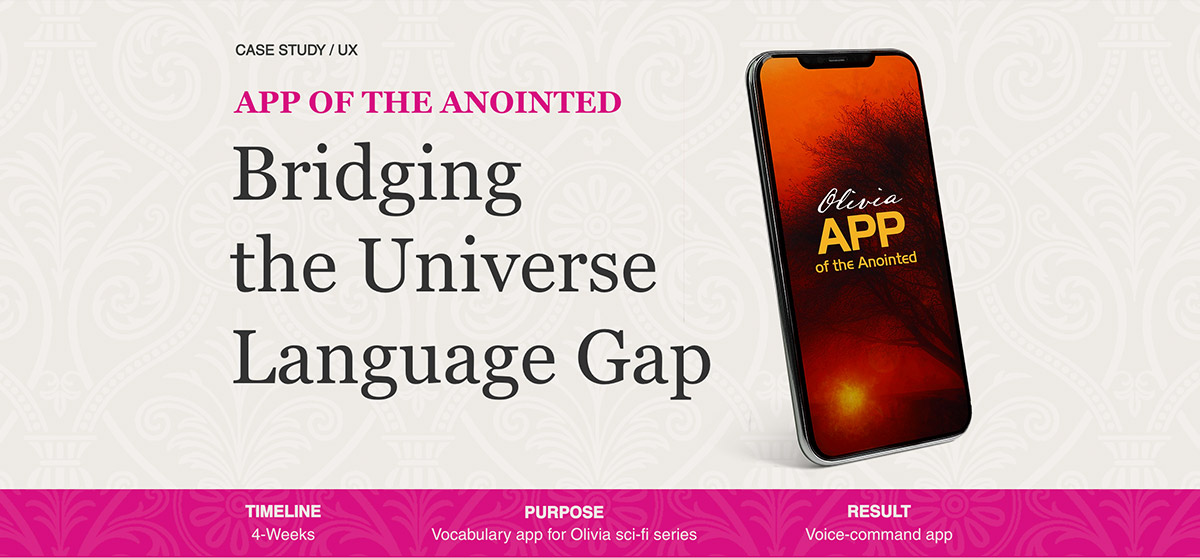 CASE STUDY / UX
APP OF THE ANOINTED
Bridging
the Universe
Language Gap
Olivia
APP
of the Anointed
TIMELINE
4-Weeks
PURPOSE
Vocabulary app for Olivia sci-fi series
RESULT
Voice-command app